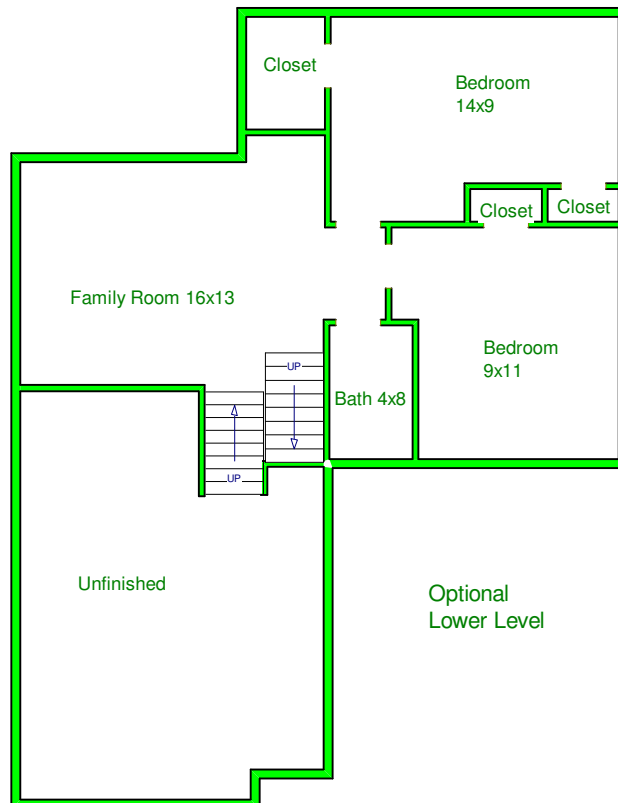 Closet
Bedroom
14x9
Closet
Closet
Family Room 16x13
Bedroom
9x11
UP
Bath 4x8
UP
Unfinished
Optional
Lower Level